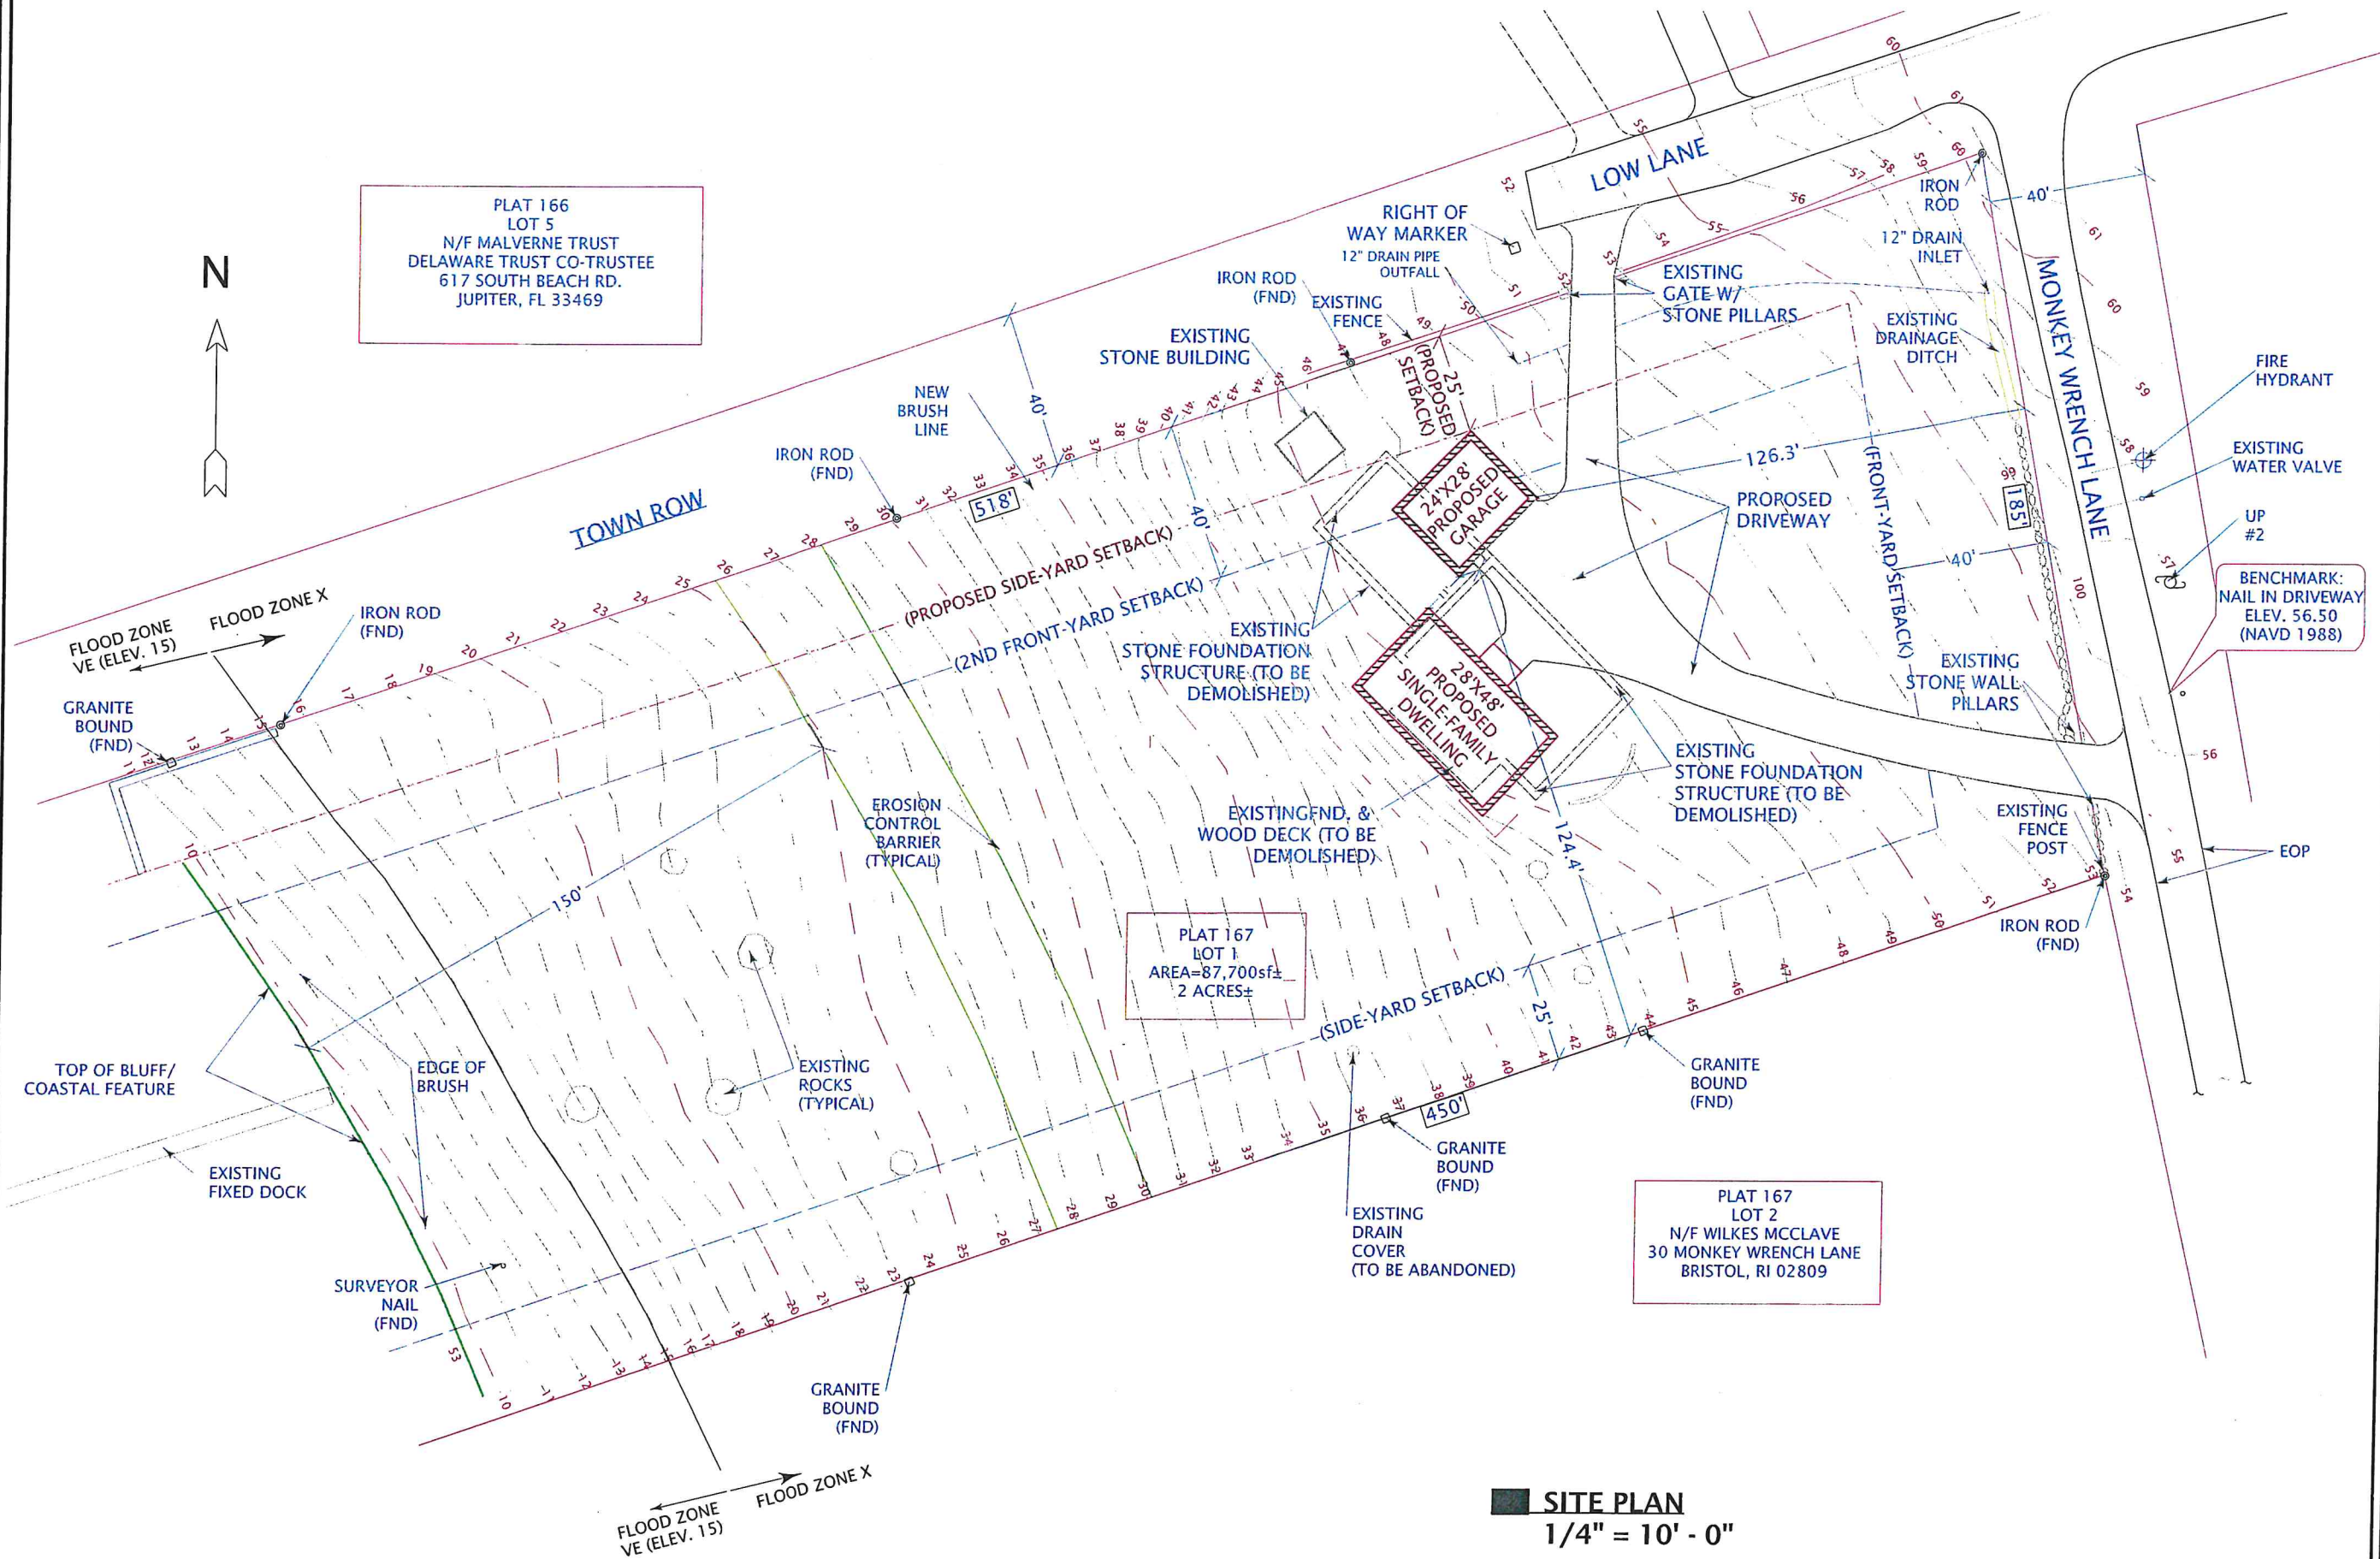 PLAT 166
LOT 5
N/F MALVERNE TRUST
DELAWARE TRUST CO-TRUSTEE
617 SOUTH BEACH RD.
JUPITER, FL 33469
N
TOWN ROW
LOW LANE
MONKEY WRENCH LANE
RIGHT OF
WAY MARKER
12" DRAIN PIPE
OUTFALL
IRON ROD
(FND)
EXISTING
FENCE
EXISTING
STONE BUILDING
NEW
BRUSH
LINE
IRON ROD
(FND)
518'
40'
40'
25'
(PROPOSED
SETBACK)
EXISTING
GATE W/
STONE PILLARS
IRON
ROD
40'
12" DRAIN
INLET
EXISTING
DRAINAGE
DITCH
FIRE
HYDRANT
EXISTING
WATER VALVE
UP
#2
BENCHMARK:
NAIL IN DRIVEWAY
ELEV. 56.50
(NAVD 1988)
24'X28'
PROPOSED
GARAGE
126.3'
PROROSED
DRIVEWAY
(FRONT-YARD SETBACK)
185'
40'
(PROPOSED SIDE-YARD SETBACK)
(2ND FRONT-YARD SETBACK)
FLOOD ZONE
VE (ELEV. 15)
FLOOD ZONE X
IRON ROD
(FND)
GRANITE
BOUND
(FND)
EXISTING
STONE FOUNDATION
STRUCTURE (TO BE
DEMOLISHED)
28'X48'
PROPOSED
SINGLE-FAMILY
DWELLING
EXISTING
STONE WALL
PILLARS
EXISTING
STONE FOUNDATION
STRUCTURE (TO BE
DEMOLISHED)
EXISTING
FENCE
POST
EOP
EROSION
CONTROL
BARRIER
(TYPICAL)
EXISTING FND. &
WOOD DECK (TO BE
DEMOLISHED)
124.4'
150'
PLAT 167
LOT 1
AREA=87,700sf±
2 ACRES±
IRON ROD
(FND)
(SIDE-YARD SETBACK)
25'
TOP OF BLUFF/
COASTAL FEATURE
EDGE OF
BRUSH
EXISTING
ROCKS
(TYPICAL)
GRANITE
BOUND
(FND)
450'
GRANITE
BOUND
(FND)
EXISTING
FIXED DOCK
EXISTING
DRAIN
COVER
(TO BE ABANDONED)
PLAT 167
LOT 2
N/F WILKES MCCLAVE
30 MONKEY WRENCH LANE
BRISTOL, RI 02809
SURVEYOR
NAIL
(FND)
GRANITE
BOUND
(FND)
FLOOD ZONE
VE (ELEV. 15)
FLOOD ZONE X
SITE PLAN
1/4" = 10' - 0"